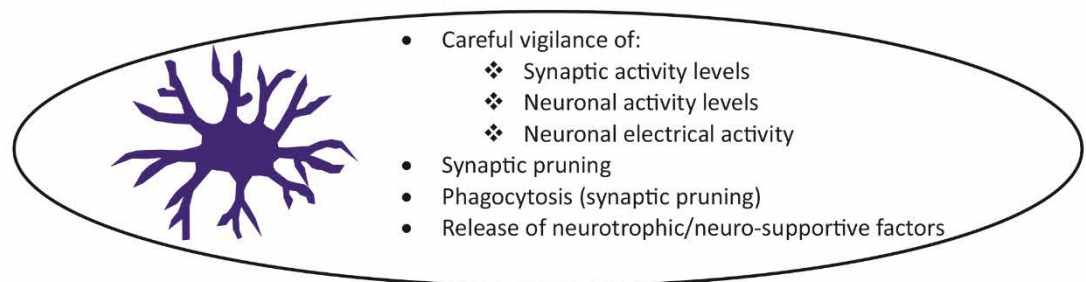 • Careful vigilance of:
❖ Synaptic activity levels
❖ Neuronal activity levels
❖ Neuronal electrical activity
• Synaptic pruning
• Phagocytosis (synaptic pruning)
• Release of neurotrophic/neuro-supportive factors